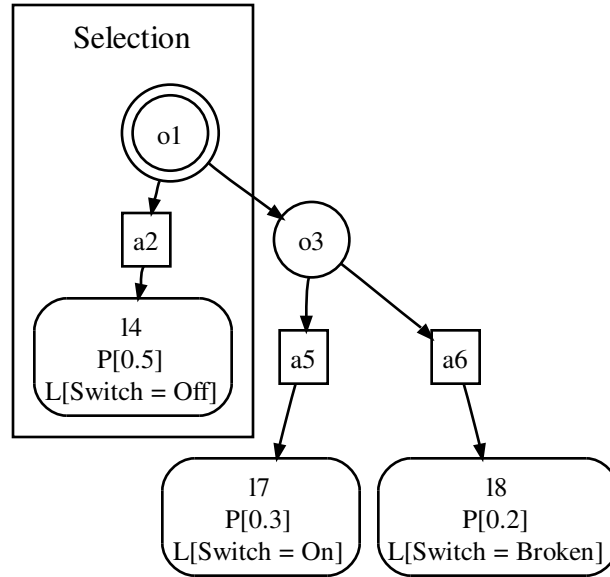 Selection
o1
a2
o3
l4
P[0.5]
L[Switch = Off]
a5
a6
l7
P[0.3]
L[Switch = On]
l8
P[0.2]
L[Switch = Broken]